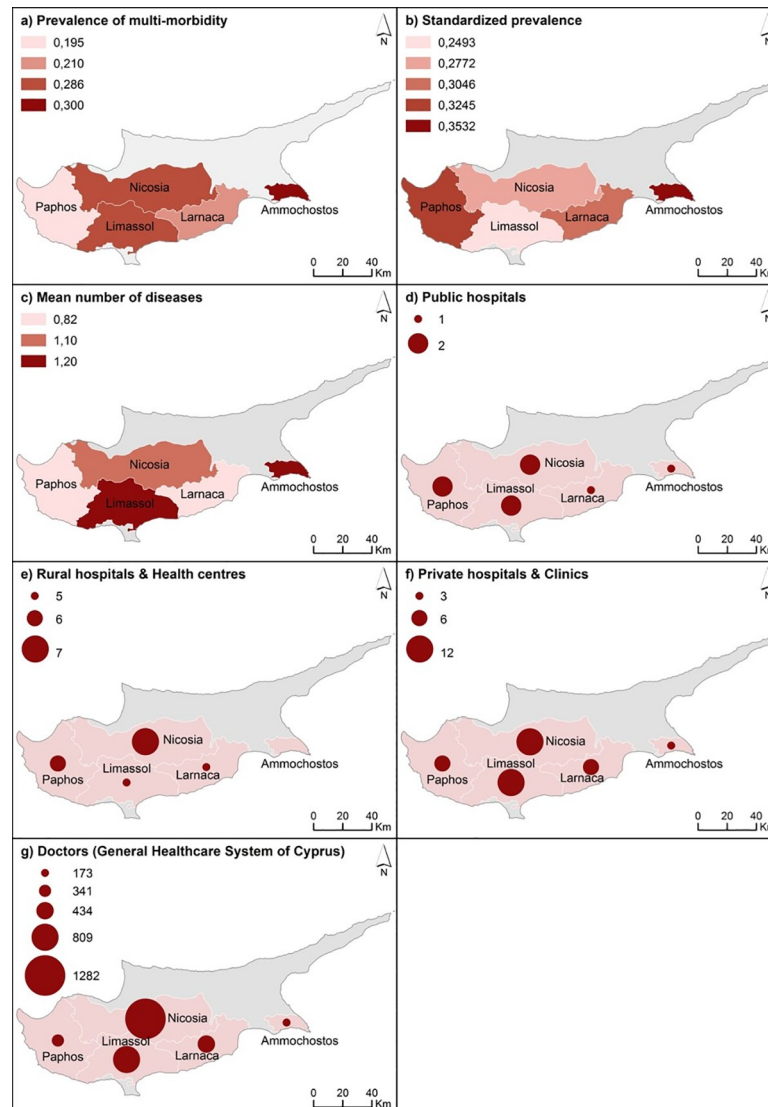 a) Prevalence of multi-morbidity
0,195
0,210
0,286
0,300
N
Nicosia
Paphos
Limassol
Larnaca
Ammochostos
0 20 40
Km
b) Standardized prevalence
0,2493
0,2772
0,3046
0,3245
0,3532
N
Nicosia
Paphos
Limassol
Larnaca
Ammochostos
0 20 40
Km
c) Mean number of diseases
0,82
1,10
1,20
N
Nicosia
Paphos
Limassol
Larnaca
Ammochostos
0 20 40
Km
d) Public hospitals
1
2
N
Nicosia
Paphos
Limassol
Larnaca
Ammochostos
0 20 40
Km
e) Rural hospitals & Health centres
5
6
7
N
Nicosia
Paphos
Limassol
Larnaca
Ammochostos
0 20 40
Km
f) Private hospitals & Clinics
3
6
12
N
Nicosia
Paphos
Limassol
Larnaca
Ammochostos
0 20 40
Km
g) Doctors (General Healthcare System of Cyprus)
173
341
434
809
1282
N
Nicosia
Paphos
Limassol
Larnaca
Ammochostos
0 20 40
Km